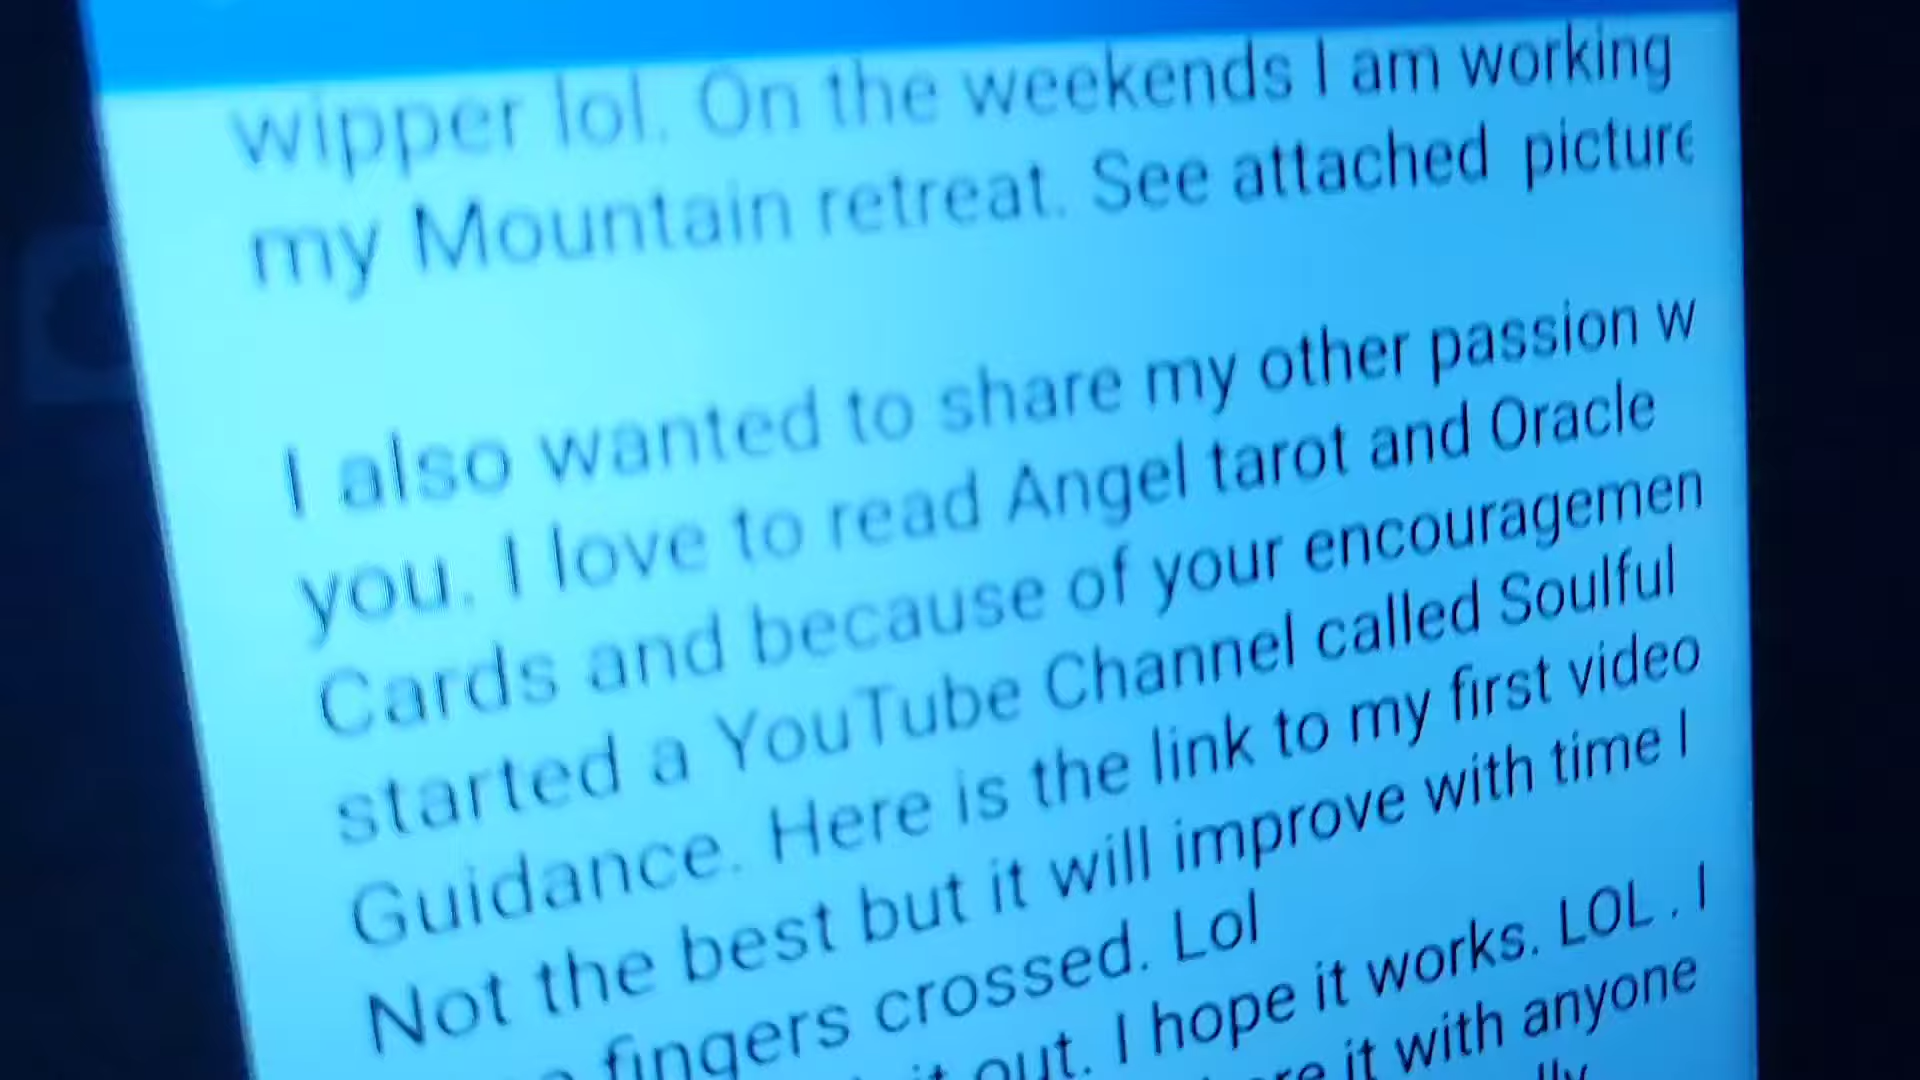 wipper lol. On the weekends I am working
my Mountain retreat. See attached picture
I also wanted to share my other passion w
you. I love to read Angel tarot and Oracle
Cards and because of your encouragemen
started a YouTube Channel called Soulful
Guidance. Here is the link to my first video
Not the best but it will improve with time I
fingers crossed. Lol
it out. I hope it works. LOL . I
it with anyone